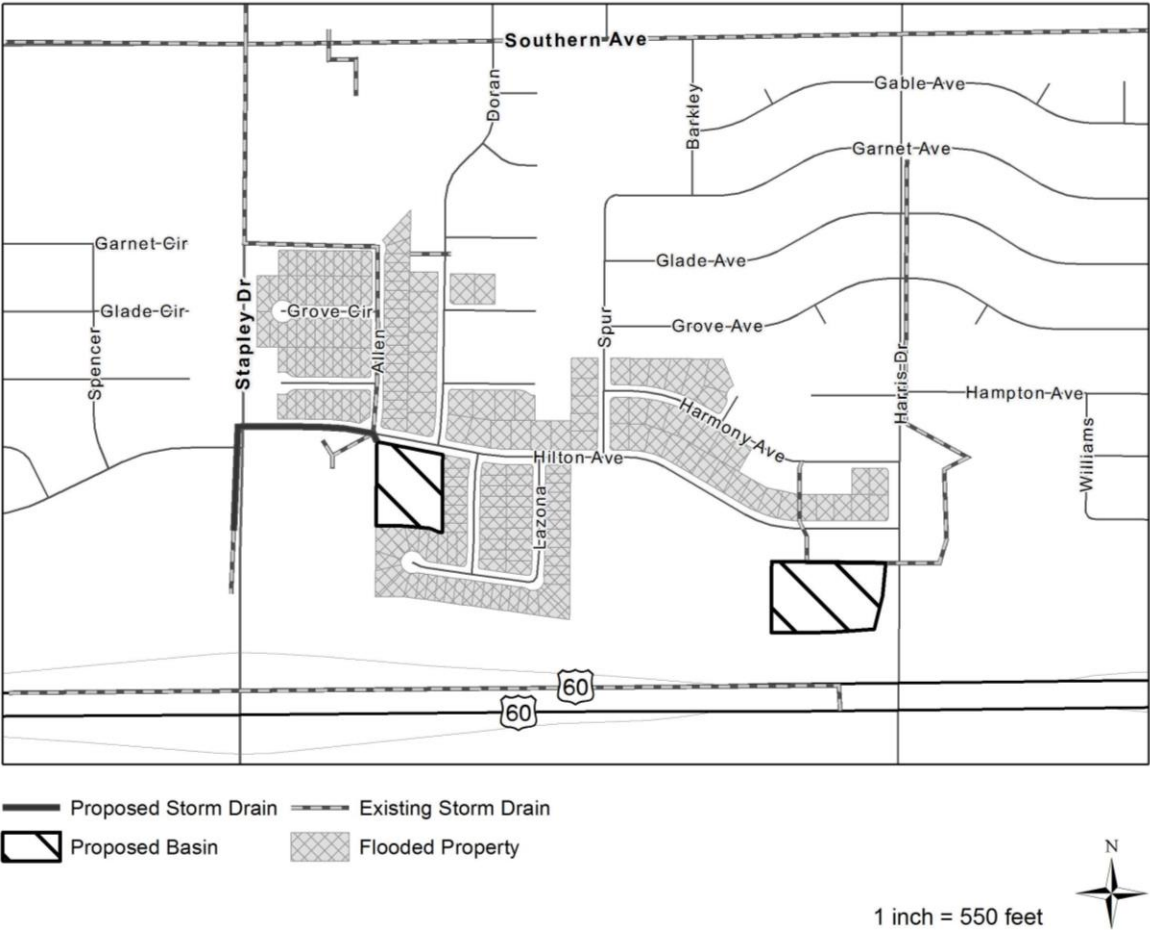 Southern Ave
Doran
Barkley
Gable Ave
Garnet Ave
Garnet Cir
Glade Cir
Spencer
Stapley Dr
Grove Cir
Allen
Glade Ave
Spur
Grove Ave
Harris Dr
Hampton Ave
Williams
Harmony Ave
Hilton Ave
Lazona
60
60
Proposed Storm Drain
Existing Storm Drain
Proposed Basin
Flooded Property
N
1 inch = 550 feet